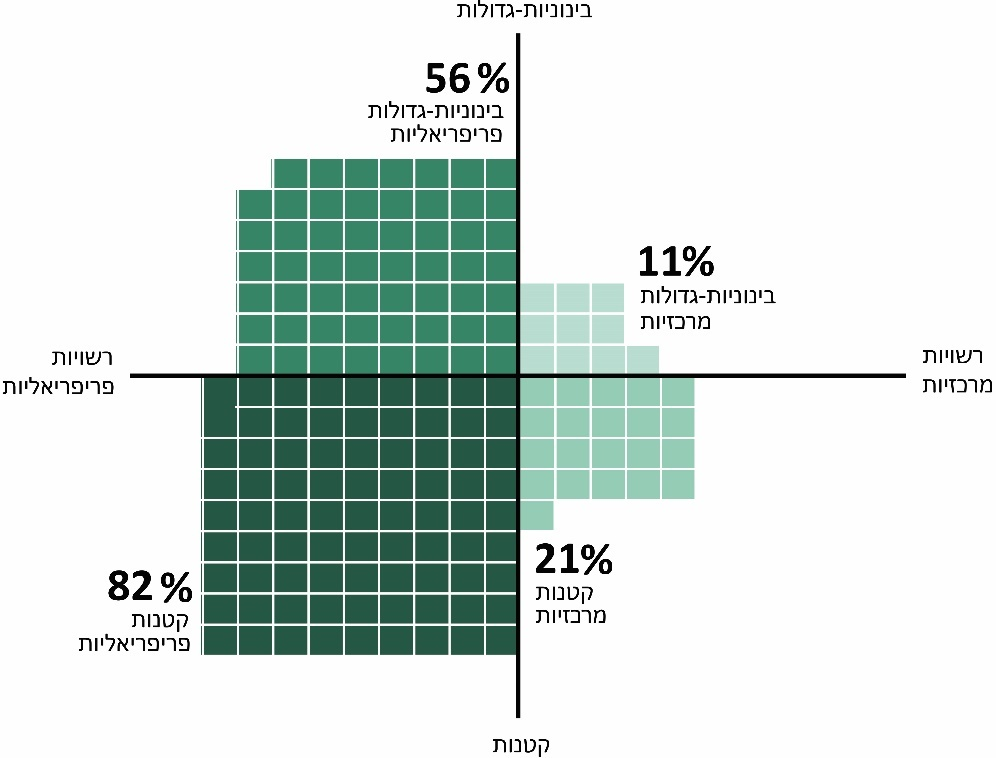 בינוניות-גדולות
56%
בינוניות-גדולות
פריפריאליות
11%
בינוניות-גדולות
מרכזיות
רשויות
מרכזיות
רשויות
פריפריאליות
21%
קטנות
מרכזיות
82%
קטנות
פריפריאליות
קטנות